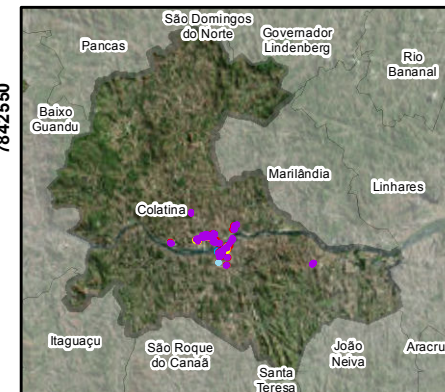 São Domingos
do Norte
Governador
Lindenberg
Pancas
Rio
Bananal
7842550
Baixo
Guandu
Marilândia
Linhares
Colatina
Itaguaçu
São Roque
do Canaã
João
Neiva
Aracru
Santa
Teresa